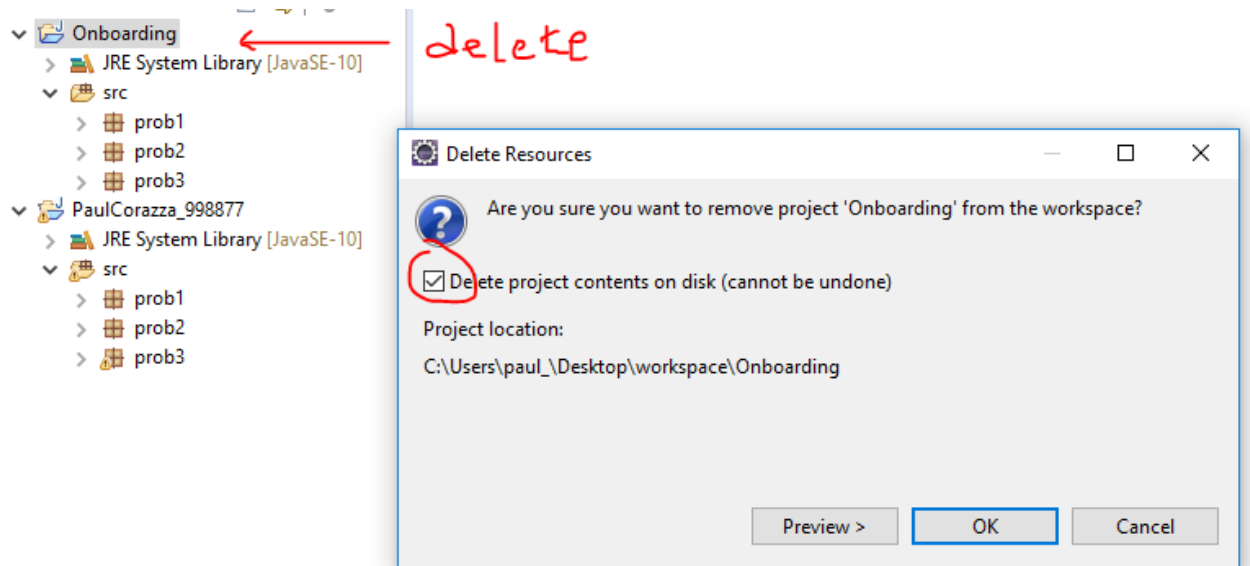 Onboarding
delete
JRE System Library [JavaSE-10]
src
prob1
prob2
prob3
PaulCorazza_998877
JRE System Library [JavaSE-10]
src
prob1
prob2
prob3
Delete Resources
Are you sure you want to remove project 'Onboarding' from the workspace?
Delete project contents on disk (cannot be undone)
Project location:
C:\Users\paul_\Desktop\workspace\Onboarding
Preview >
OK
Cancel